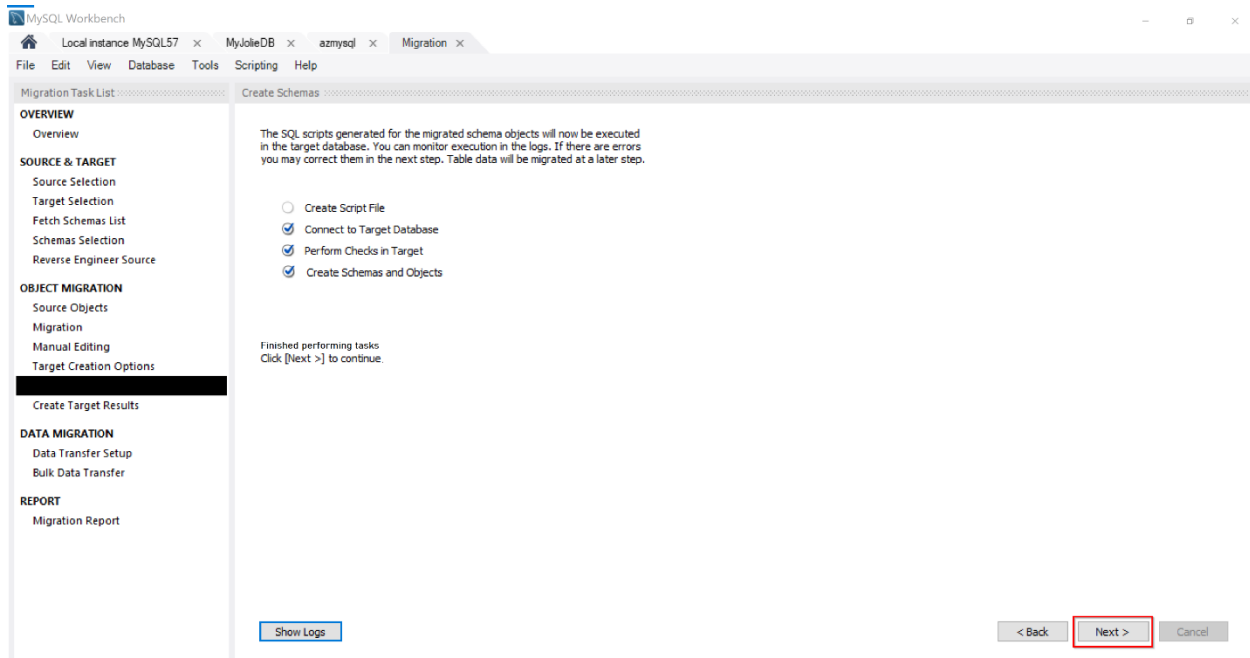 MySQL Workbench
Local instance MySQL57 MyJolieDB azmysql Migration
File Edit View Database Tools Scripting Help
Migration Task List
Create Schemas
OVERVIEW
Overview
SOURCE & TARGET
Source Selection
Target Selection
Fetch Schemas List
Schemas Selection
Reverse Engineer Source
OBJECT MIGRATION
Source Objects
Migration
Manual Editing
Target Creation Options
Create Target Results
DATA MIGRATION
Data Transfer Setup
Bulk Data Transfer
REPORT
Migration Report
The SQL scripts generated for the migrated schema objects will now be executed
in the target database. You can monitor execution in the logs. If there are errors
you may correct them in the next step. Table data will be migrated at a later step.
Create Script File
Connect to Target Database
Perform Checks in Target
Create Schemas and Objects
Finished performing tasks
Click [Next >] to continue.
Show Logs
< Back Next > Cancel